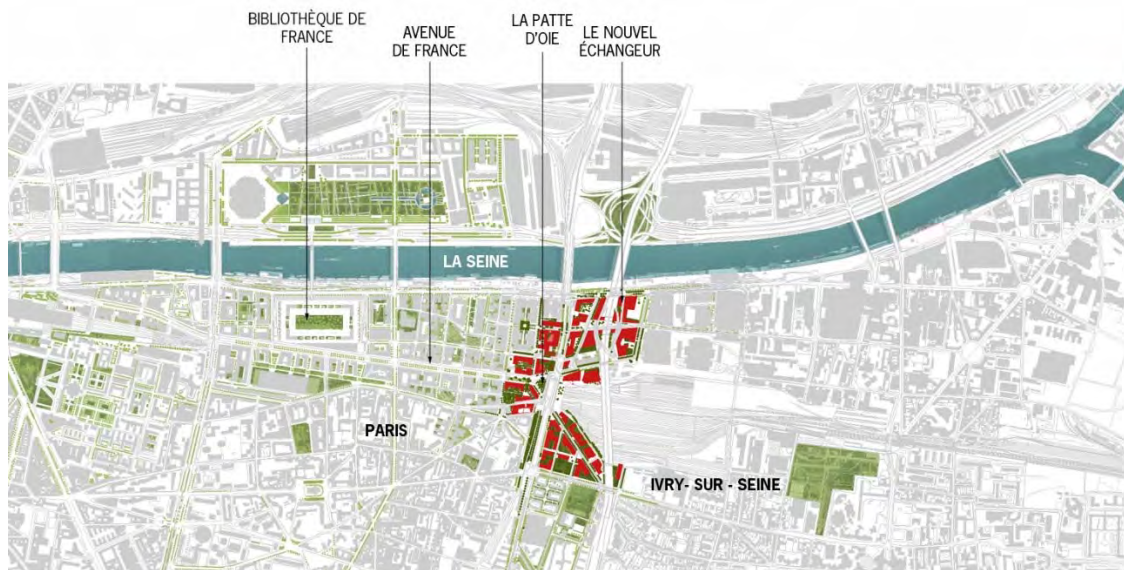 BIBLIOTHÈQUE DE
FRANCE
AVENUE
DE FRANCE
LA PATTE
D'OIE
LE NOUVEL
ÉCHANGEUR
LA SEINE
PARIS
IVRY- SUR - SEINE